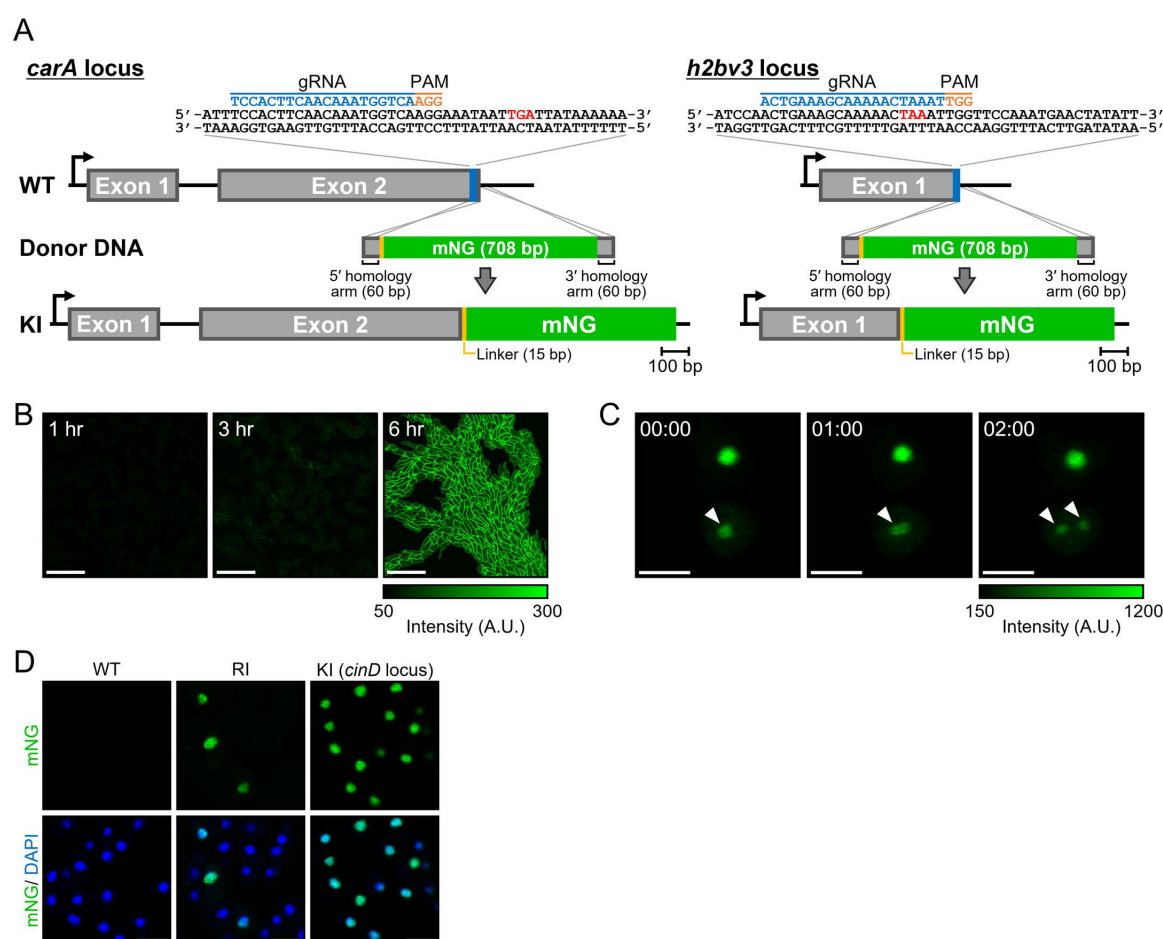 A
carA locus
gRNA PAM
TCCACTTCAACAAATGGTCAAGG
5′ -ATTTCCACTTCAACAAATGGTCAAGGAAATAATTGATTATAAAAAA-3′
3′ -TAAAGGTGAAGTTGTTTACCAGTTCCTTTATTAACTAATATTTTTT-5′
WT
Exon 1
Exon 2
Donor DNA
mNG (708 bp)
5′ homology
arm (60 bp)
3′ homology
arm (60 bp)
KI
Exon 1
Exon 2
mNG
Linker (15 bp)
100 bp
h2bv3 locus
gRNA PAM
ACTGAAAGCAAAAACTAAATTGG
5′ -ATCCAACTGAAAGCAAAAACTAAATTGGTTCCAAATGAACTATATT-3′
3′ -TAGGTTGACTTTCGTTTTTGATTTAACCAAGGTTTACTTGATATAA-5′
Exon 1
mNG (708 bp)
5′ homology
arm (60 bp)
3′ homology
arm (60 bp)
Exon 1
mNG
Linker (15 bp)
100 bp
B
1 hr
3 hr
6 hr
50
300
Intensity (A.U.)
C
00:00
01:00
02:00
150
1200
Intensity (A.U.)
D
WT
RI
KI (cinD locus)
mNG
mNG/ DAPI